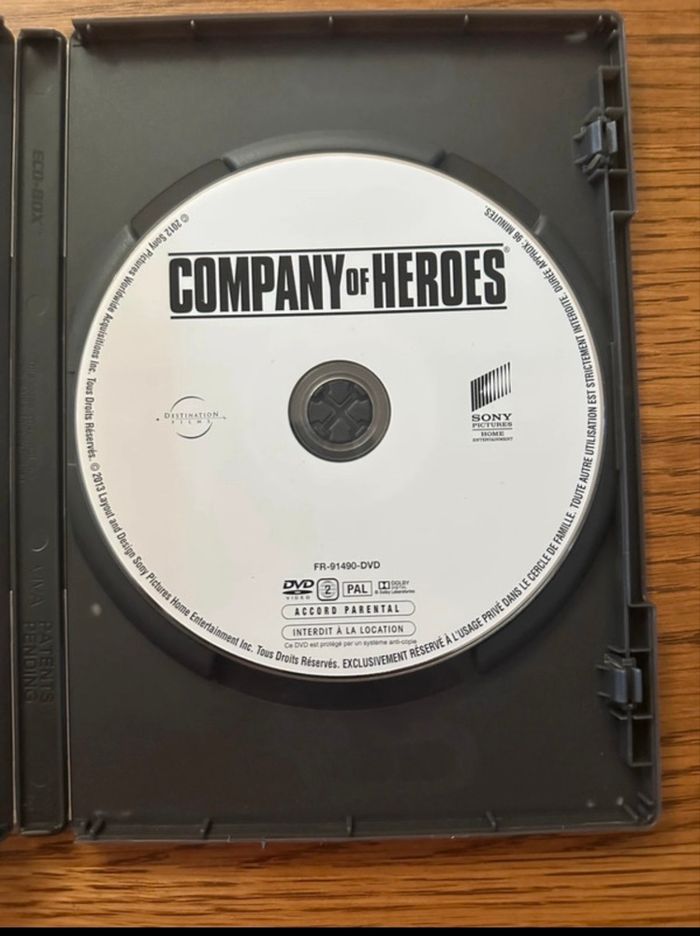 COMPANY OF HEROES®
DESTINATION
FILMS
SONY
PICTURES
HOME
ENTERTAINMENT
FR-91490-DVD
DVD
VIDEO
2
PAL
DOLBY
DIGITAL
© Dolby Laboratories
ACCORD PARENTAL
INTERDIT À LA LOCATION
Ce DVD est protégé par un système anti-copie
© 2012 Sony Pictures Worldwide Acquisitions Inc. Tous Droits Réservés. © 2013 Layout and Design Sony Pictures Home Entertainment Inc. Tous Droits Réservés. EXCLUSIVEMENT RÉSERVÉ À L'USAGE PRIVÉ DANS LE CERCLE DE FAMILLE. TOUTE AUTRE UTILISATION EST STRICTEMENT INTERDITE. DURÉE APPROX: 96 MINUTES.
ECO-BOX
VIVA
PATENTS
PENDING